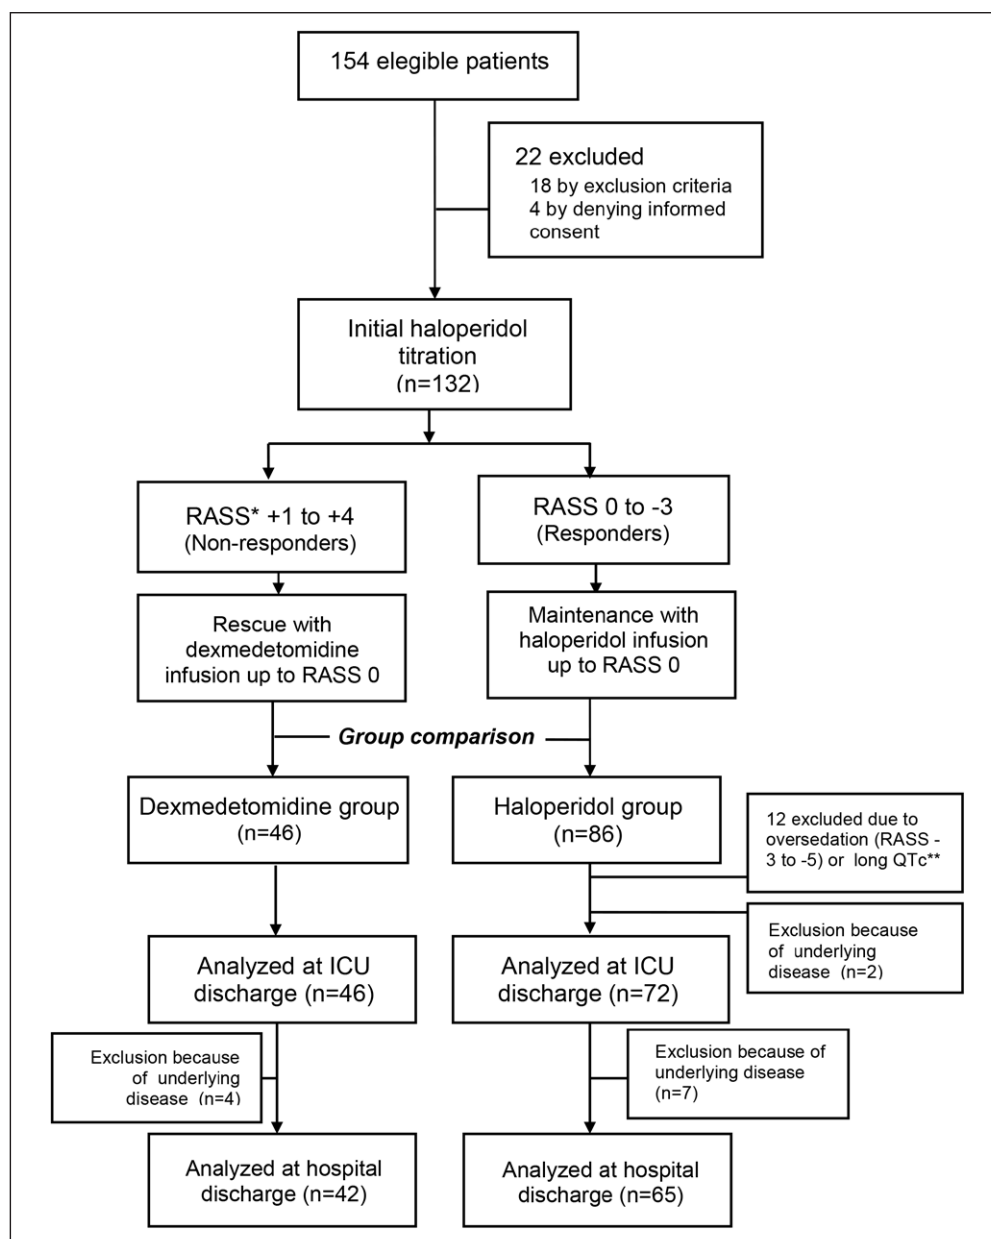 154 elegible patients
22 excluded
18 by exclusion criteria
4 by denying informed
consent
Initial haloperidol
titration
(n=132)
RASS* +1 to +4
(Non-responders)
RASS 0 to -3
(Responders)
Rescue with
dexmedetomidine
infusion up to RASS 0
Maintenance with
haloperidol infusion
up to RASS 0
Group comparison
Dexmedetomidine group
(n=46)
Haloperidol group
(n=86)
12 excluded due to
oversedation (RASS -
3 to -5) or long QTc**
Exclusion because
of underlying
disease (n=2)
Analyzed at ICU
discharge (n=46)
Analyzed at ICU
discharge (n=72)
Exclusion because
of underlying
disease (n=4)
Exclusion because of
underlying disease
(n=7)
Analyzed at hospital
discharge (n=42)
Analyzed at hospital
discharge (n=65)